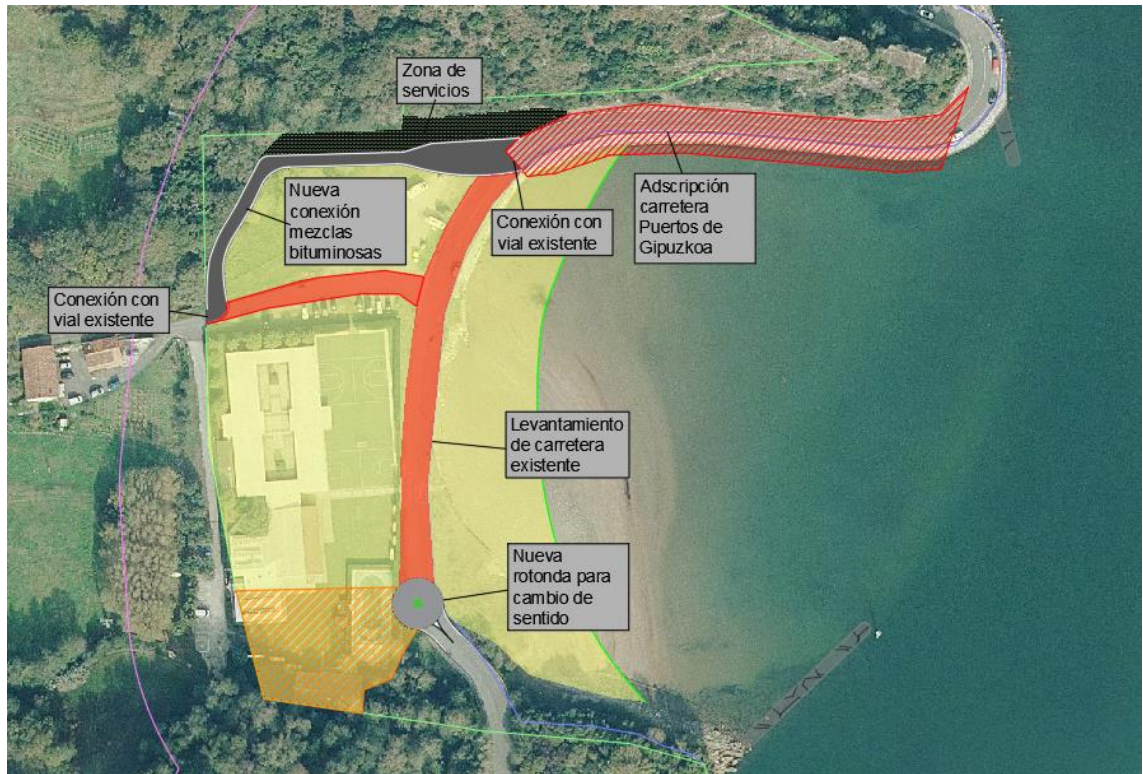 Zona de
servicios
Nueva
conexión
mezclas
bituminosas
Conexión con
vial existente
Adscripción
carretera
Puertos de
Gipuzkoa
Conexión con
vial existente
Levantamiento
de carretera
existente
Nueva
rotonda para
cambio de
sentido